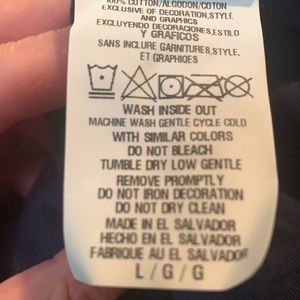 100% COTTON/ALGODON/COTON
EXCLUSIVE OF DECORATION, STYLE
AND GRAPHICS
EXCLUYENDO DECORACIONES, ESTILO
Y GRAFICOS
SANS INCLURE GARNITURES, STYLE,
ET GRAPHIQES
WASH INSIDE OUT
MACHINE WASH GENTLE CYCLE COLD
WITH SIMILAR COLORS
DO NOT BLEACH
TUMBLE DRY LOW GENTLE
REMOVE PROMPTLY
DO NOT IRON DECORATION
DO NOT DRY CLEAN
MADE IN EL SALVADOR
HECHO EN EL SALVADOR
FABRIQUE AU EL SALVADOR
L / G / G